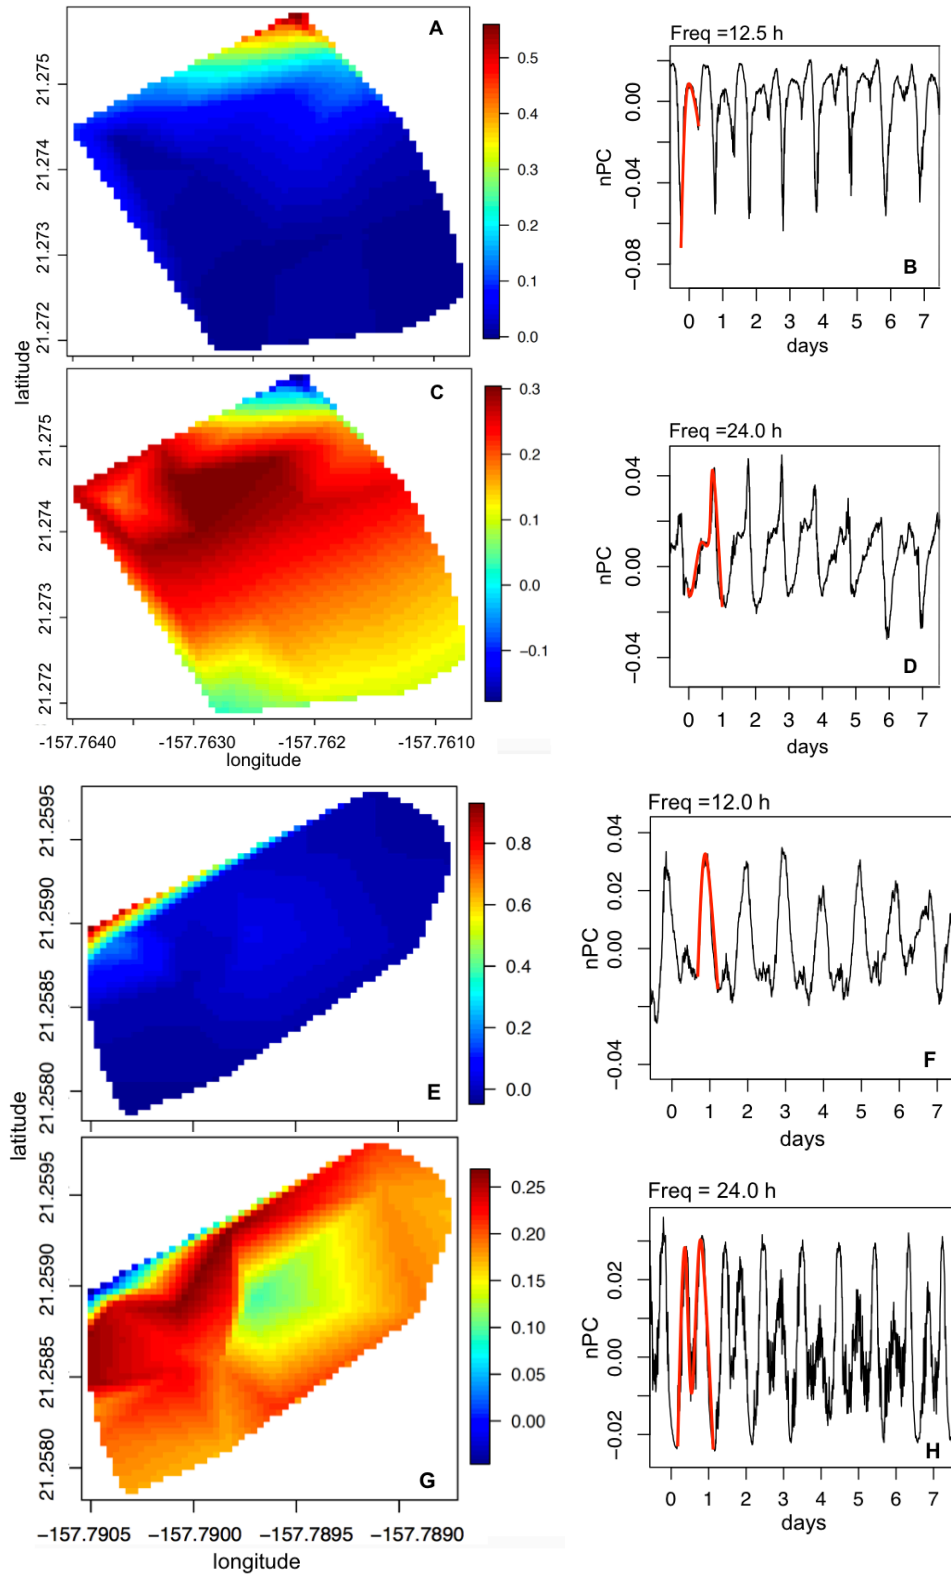 A
21.275
21.274
21.273
21.272
0.5
0.4
0.3
0.2
0.1
0.0
Freq =12.5 h
0.00
−0.04
−0.08
nPC
B
0 1 2 3 4 5 6 7
days
latitude
C
21.275
21.274
21.273
21.272
0.3
0.2
0.1
0.0
−0.1
-157.7640 -157.7630 -157.762 -157.7610
longitude
Freq =24.0 h
0.04
0.00
−0.04
nPC
D
0 1 2 3 4 5 6 7
days
21.2595
21.2590
21.2585
21.2580
E
0.8
0.6
0.4
0.2
0.0
Freq =12.0 h
0.04
0.02
0.00
−0.04
nPC
F
0 1 2 3 4 5 6 7
days
latitude
21.2595
21.2590
21.2585
21.2580
G
0.25
0.20
0.15
0.10
0.05
0.00
−157.7905 −157.7900 −157.7895 −157.7890
longitude
Freq = 24.0 h
0.02
0.00
−0.02
nPC
H
0 1 2 3 4 5 6 7
days